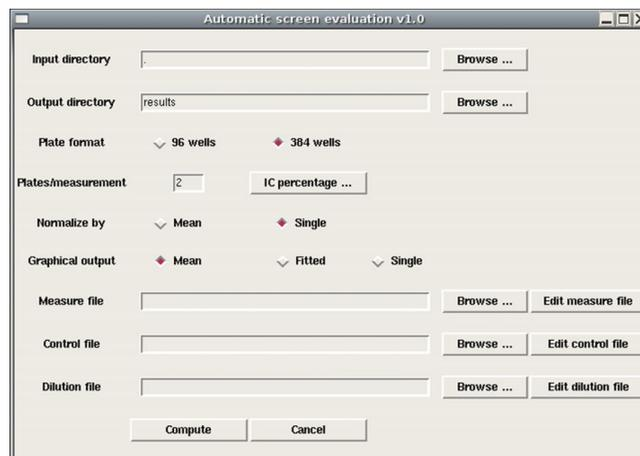 Automatic screen evaluation v1.0
Input directory . Browse ...
Output directory results Browse ...
Plate format 96 wells 384 wells
Plates/measurement 2 IC percentage ...
Normalize by Mean Single
Graphical output Mean Fitted Single
Measure file Browse ... Edit measure file
Control file Browse ... Edit control file
Dilution file Browse ... Edit dilution file
Compute Cancel